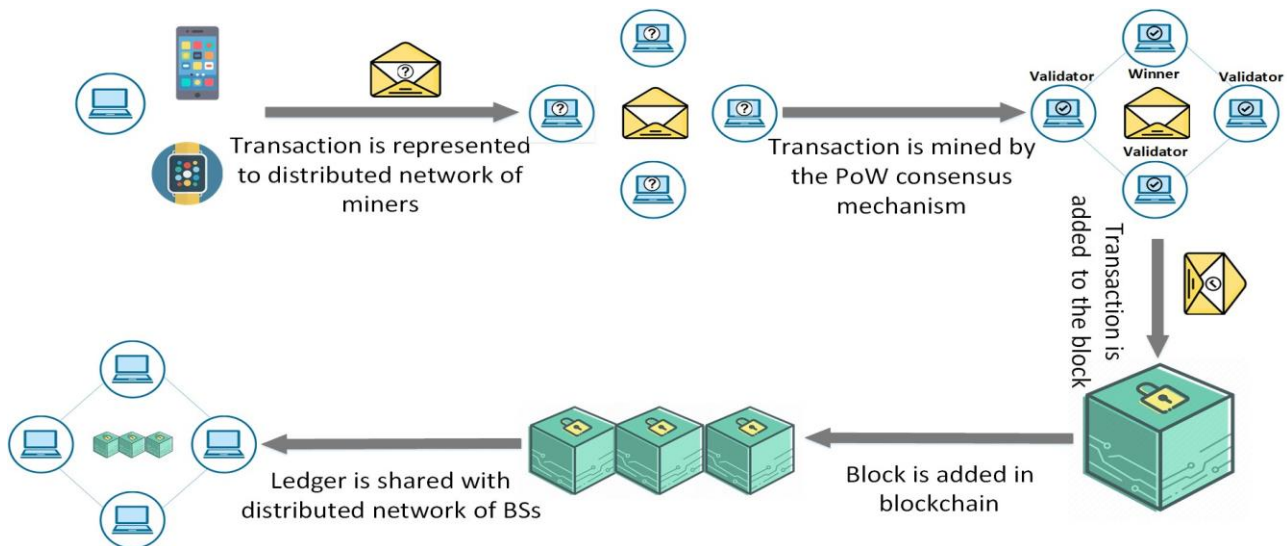 Transaction is represented
to distributed network of
miners
?
?
?
?
?
Transaction is mined by
the PoW consensus
mechanism
Validator
Winner
Validator
Validator
Transaction is
added to the block
Block is added in
blockchain
Ledger is shared with
distributed network of BSs